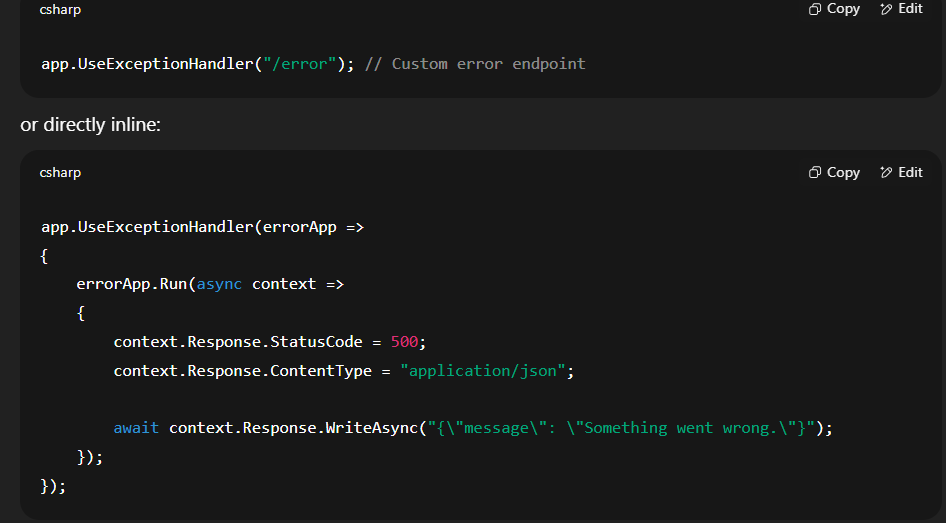 csharp
Copy Edit
app.UseExceptionHandler("/error"); // Custom error endpoint
or directly inline:
csharp
Copy Edit
app.UseExceptionHandler(errorApp =>
{
    errorApp.Run(async context =>
    {
        context.Response.StatusCode = 500;
        context.Response.ContentType = "application/json";
        await context.Response.WriteAsync("{\"message\": \"Something went wrong.\"}");
    });
});